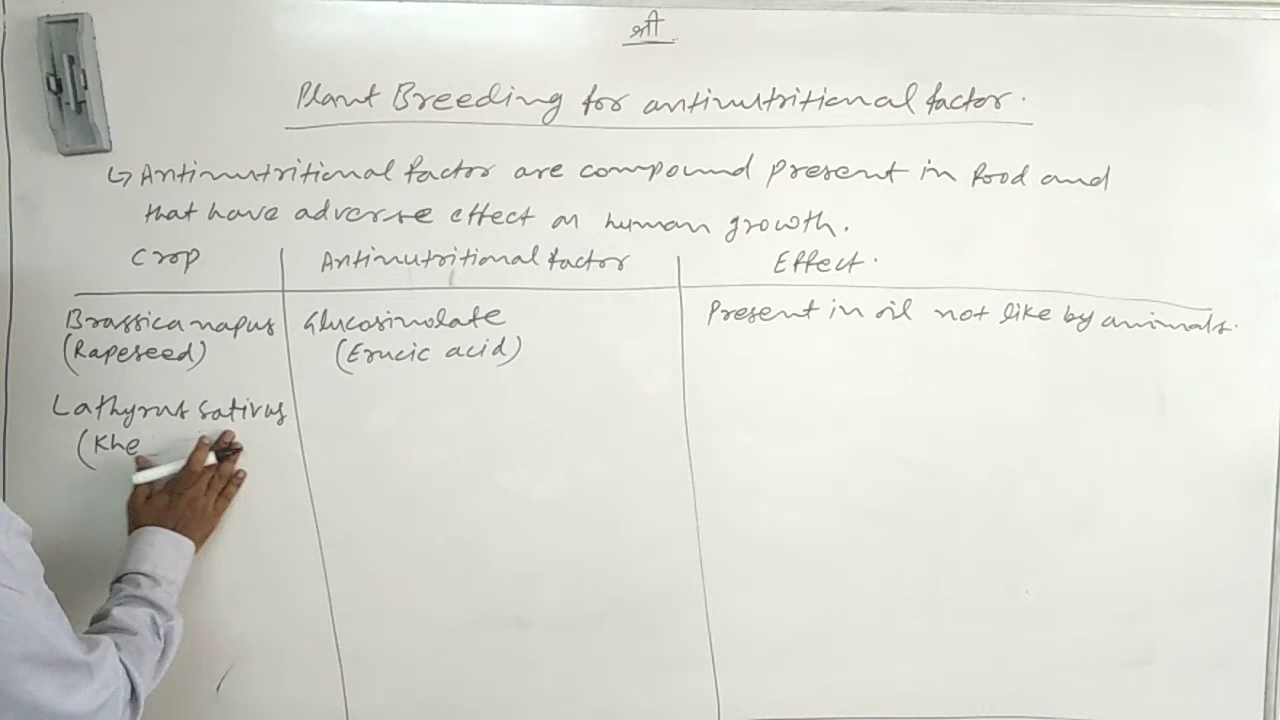 श्री
Plant Breeding for antinutritional factor.
↳ Antinutritional factor are compound present in food and
that have adverse effect on human growth.
Crop Antinutritional factor Effect.
Brassica napus Glucosinolate Present in oil not like by animals.
(Rapeseed) (Erucic acid)
Lathyrus sativus
(Khe